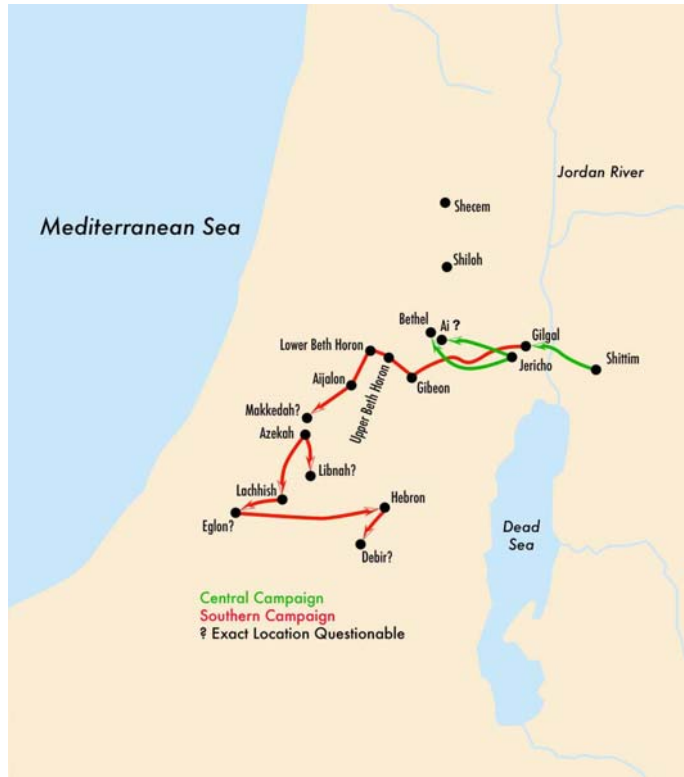 Jordan River
Mediterranean Sea
Shecem
Shiloh
Bethel
Ai ?
Gilgal
Lower Beth Horon
Jericho
Shittim
Upper Beth Horon
Gibeon
Aijalon
Makkedah?
Azekah
Libnah?
Lachhish
Hebron
Eglon?
Debir?
Dead
Sea
Central Campaign
Southern Campaign
? Exact Location Questionable